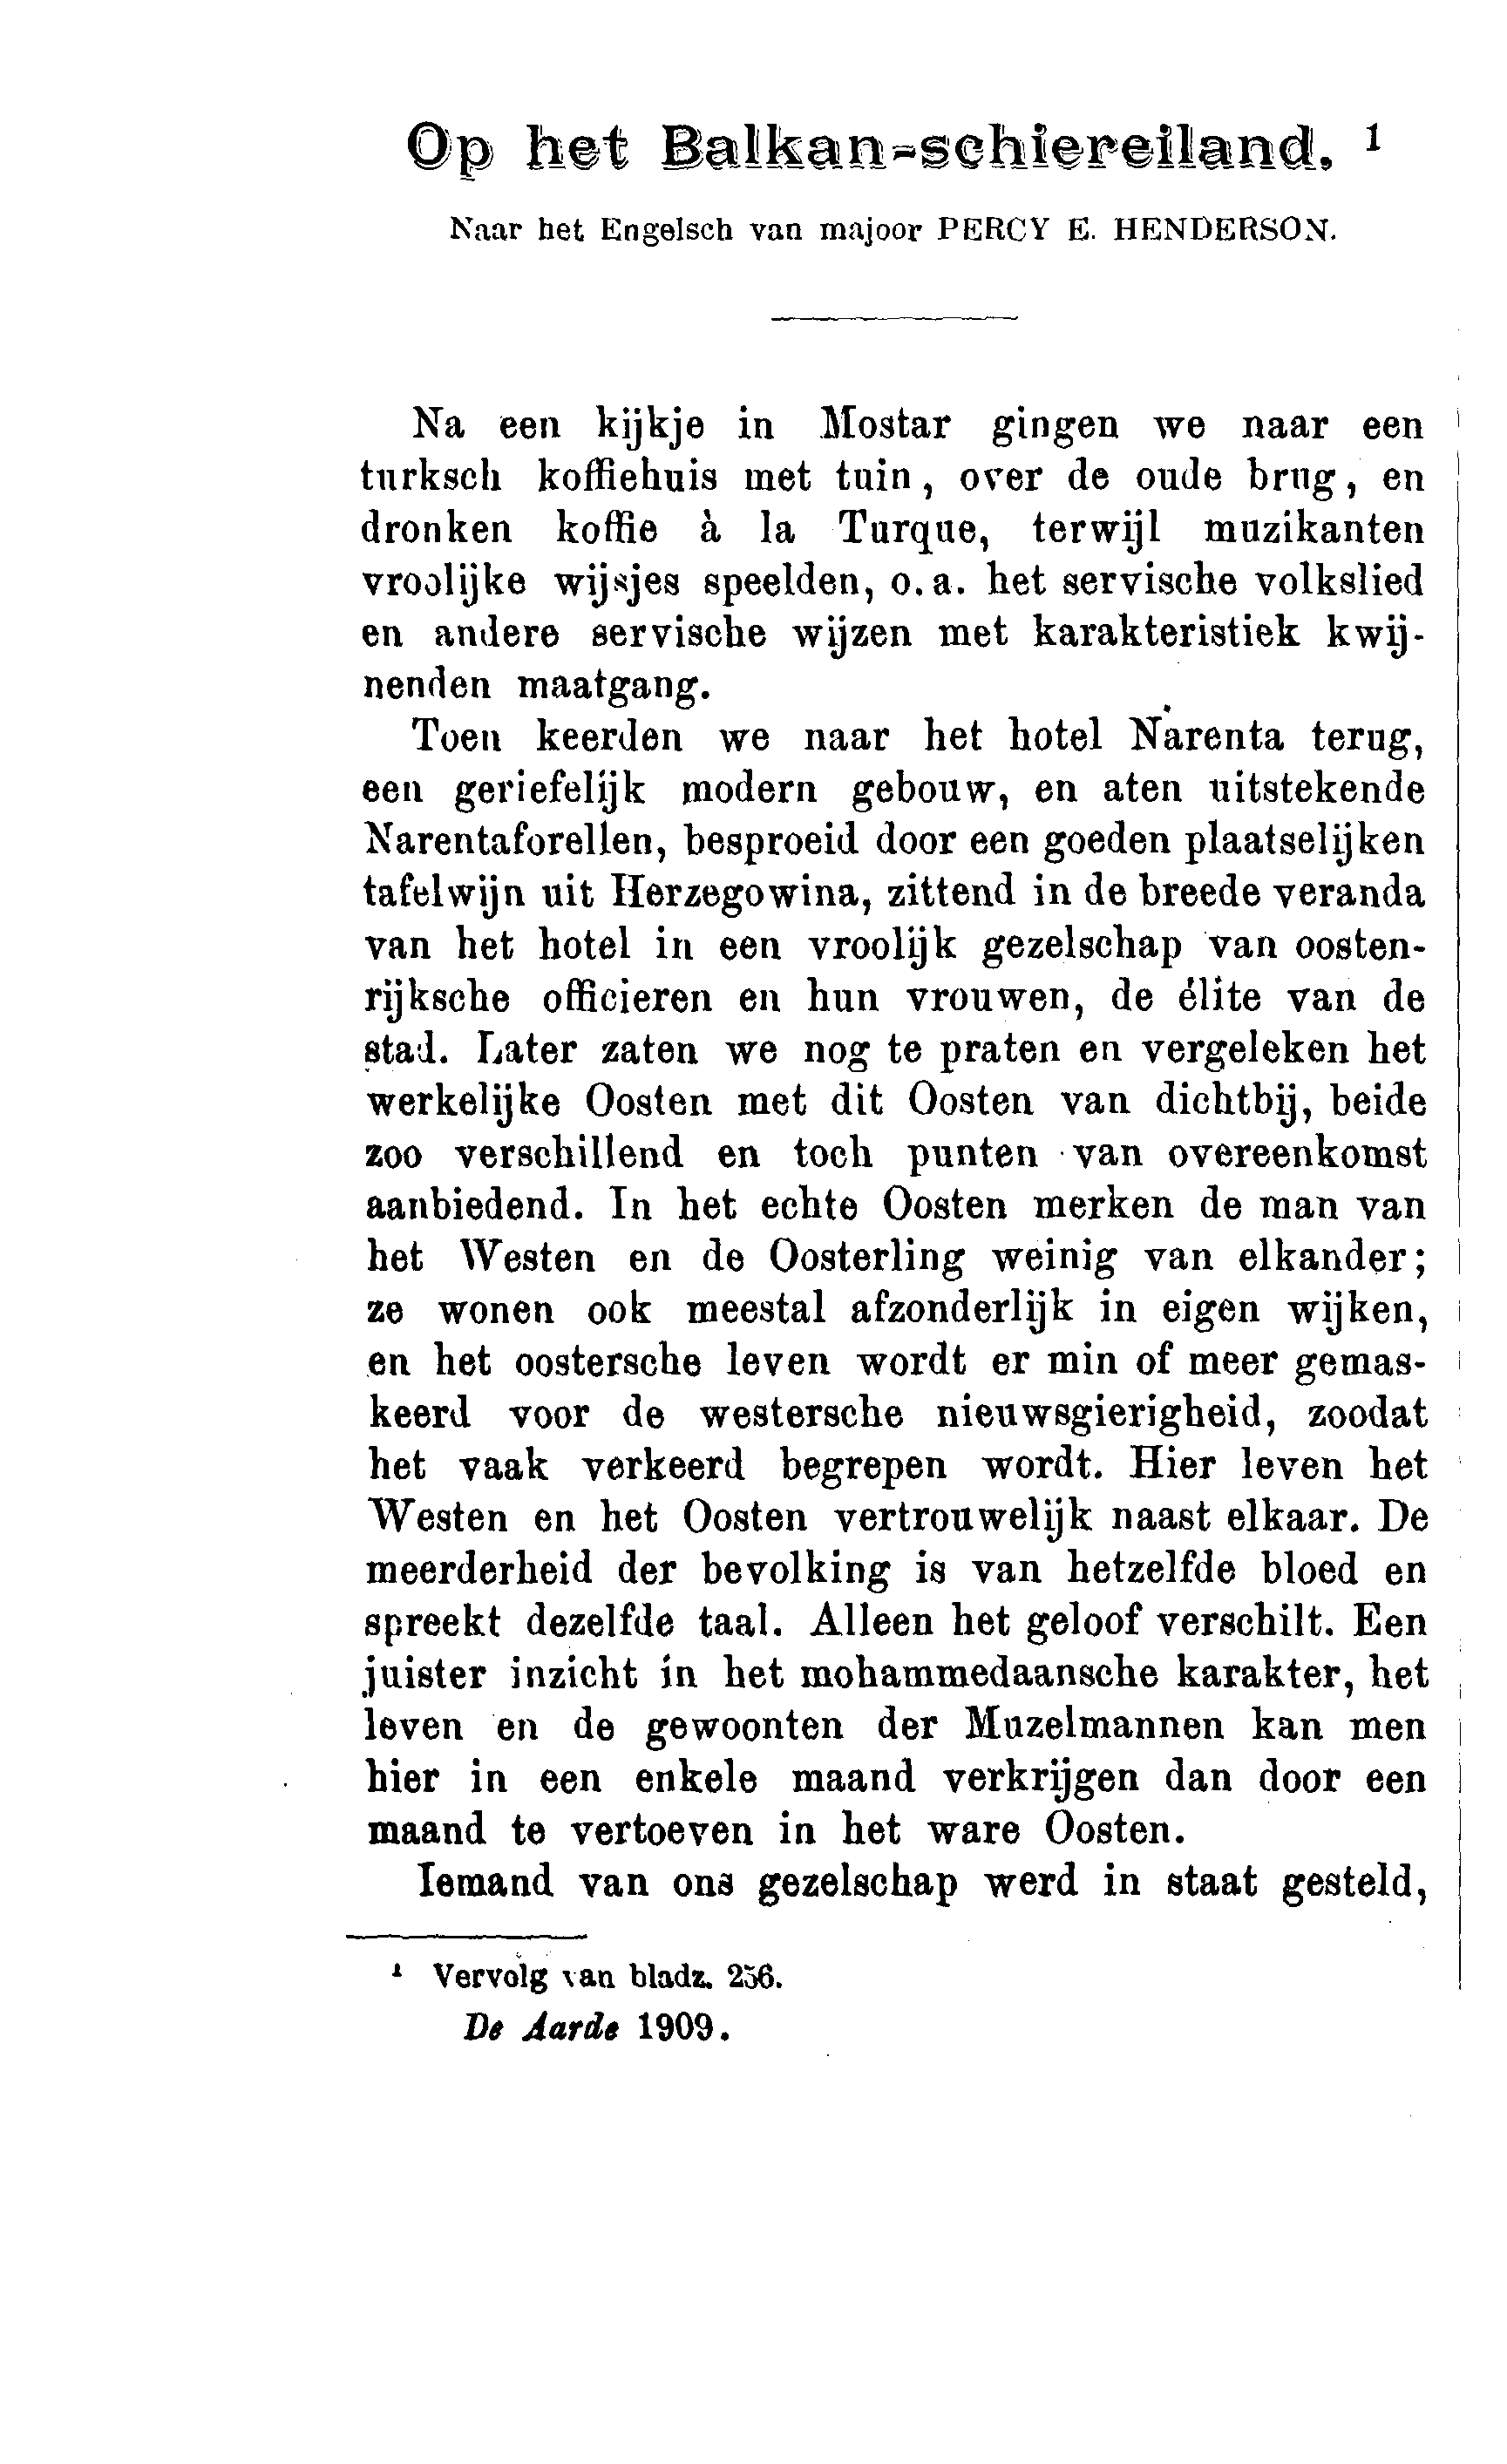 Op het Balkan-schiereiland. ¹
Naar het Engelsch van majoor PERCY E. HENDERSON.
Na een kijkje in Mostar gingen we naar een
turksch koffiehuis met tuin, over de oude brug, en
dronken koffie à la Turque, terwijl muzikanten
vroolijke wijsjes speelden, o. a. het servische volkslied
en andere servische wijzen met karakteristiek kwij-
nenden maatgang.
Toen keerden we naar het hotel Narenta terug,
een geriefelijk modern gebouw, en aten uitstekende
Narentaforellen, besproeid door een goeden plaatselijken
tafelwijn uit Herzegowina, zittend in de breede veranda
van het hotel in een vroolijk gezelschap van oosten-
rijksche officieren en hun vrouwen, de élite van de
stad. Later zaten we nog te praten en vergeleken het
werkelijke Oosten met dit Oosten van dichtbij, beide
zoo verschillend en toch punten van overeenkomst
aanbiedend. In het echte Oosten merken de man van
het Westen en de Oosterling weinig van elkander;
ze wonen ook meestal afzonderlijk in eigen wijken,
en het oostersche leven wordt er min of meer gemas-
keerd voor de westersche nieuwsgierigheid, zoodat
het vaak verkeerd begrepen wordt. Hier leven het
Westen en het Oosten vertrouwelijk naast elkaar. De
meerderheid der bevolking is van hetzelfde bloed en
spreekt dezelfde taal. Alleen het geloof verschilt. Een
juister inzicht in het mohammedaansche karakter, het
leven en de gewoonten der Muzelmannen kan men
hier in een enkele maand verkrijgen dan door een
maand te vertoeven in het ware Oosten.
Iemand van ons gezelschap werd in staat gesteld,
¹ Vervolg van bladz. 256.
De Aarde 1909.